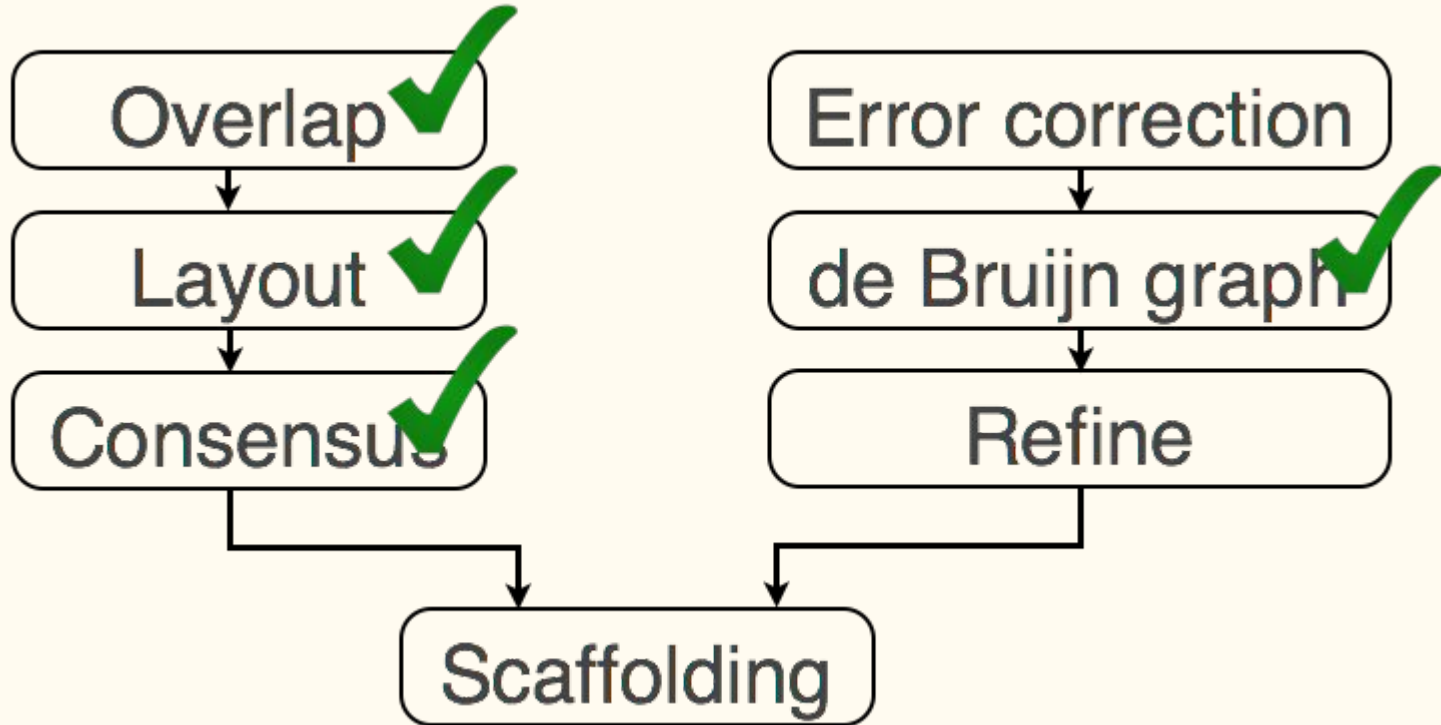 Overlap
Layout
Consensus
Error correction
de Bruijn graph
Refine
Scaffolding